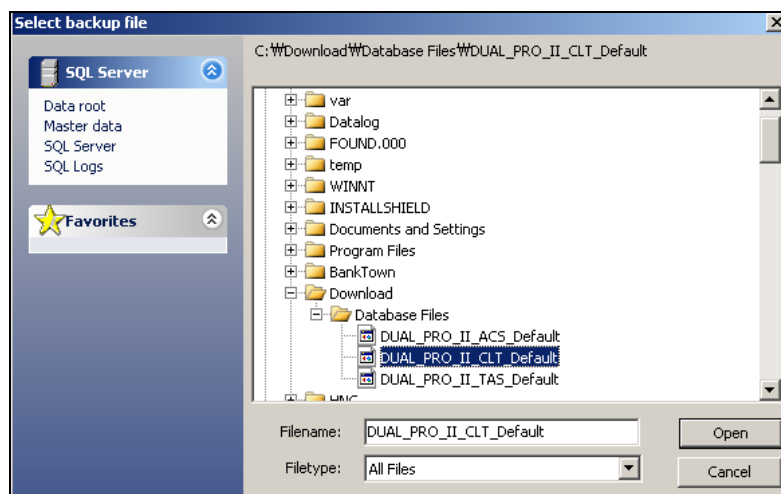 Select backup file
SQL Server
Data root
Master data
SQL Server
SQL Logs
Favorites
C:₩Download₩Database Files₩DUAL_PRO_II_CLT_Default
var
Datalog
FOUND.000
temp
WINNT
INSTALLSHIELD
Documents and Settings
Program Files
BankTown
Download
Database Files
DUAL_PRO_II_ACS_Default
DUAL_PRO_II_CLT_Default
DUAL_PRO_II_TAS_Default
HNC
Filename: DUAL_PRO_II_CLT_Default
Open
Filetype: All Files
Cancel